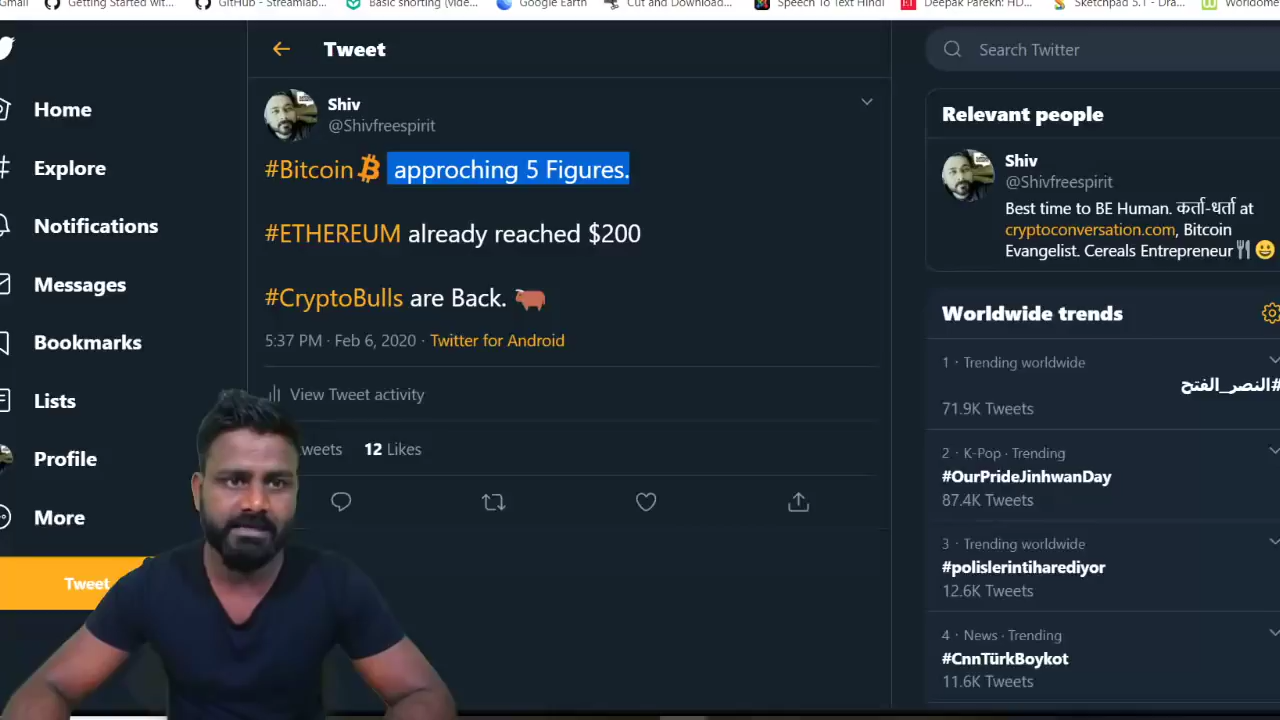 Gmail
Getting Started wit...
GitHub - Streamlab...
Basic shorting (vide...
Google Earth
Cut and Download...
Speech To Text Hindi
ET
Deepak Parekh: HD...
Sketchpad 5.1 - Dra...
Worldome
Home
Explore
Notifications
Messages
Bookmarks
Lists
Profile
More
Tweet
Tweet
Shiv
@Shivfreespirit
#Bitcoin approching 5 Figures.
#ETHEREUM already reached $200
#CryptoBulls are Back.
5:37 PM · Feb 6, 2020 · Twitter for Android
View Tweet activity
weets 12 Likes
Search Twitter
Relevant people
Shiv
@Shivfreespirit
Best time to BE Human. कर्ता-धर्ता at
cryptoconversation.com, Bitcoin
Evangelist. Cereals Entrepreneur
Worldwide trends
1 · Trending worldwide
#النصر_الفتح
71.9K Tweets
2 · K-Pop · Trending
#OurPrideJinhwanDay
87.4K Tweets
3 · Trending worldwide
#polislerintiharediyor
12.6K Tweets
4 · News · Trending
#CnnTürkBoykot
11.6K Tweets